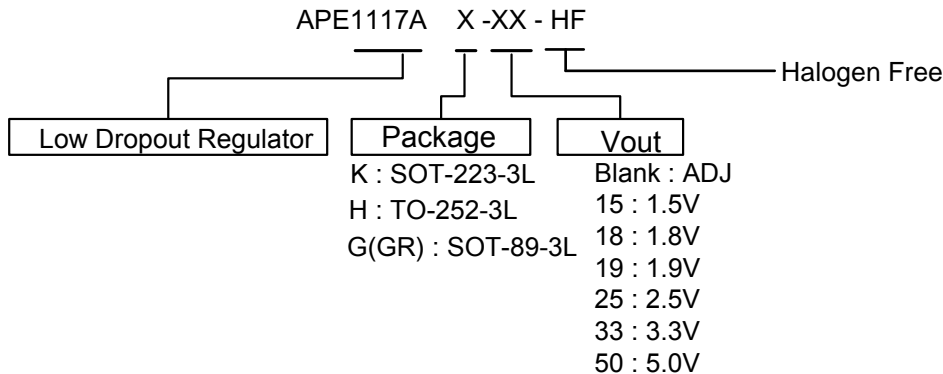 APE1117A X -XX - HF
Halogen Free
Low Dropout Regulator
Package
K : SOT-223-3L
H : TO-252-3L
G(GR) : SOT-89-3L
Vout
Blank : ADJ
15 : 1.5V
18 : 1.8V
19 : 1.9V
25 : 2.5V
33 : 3.3V
50 : 5.0V